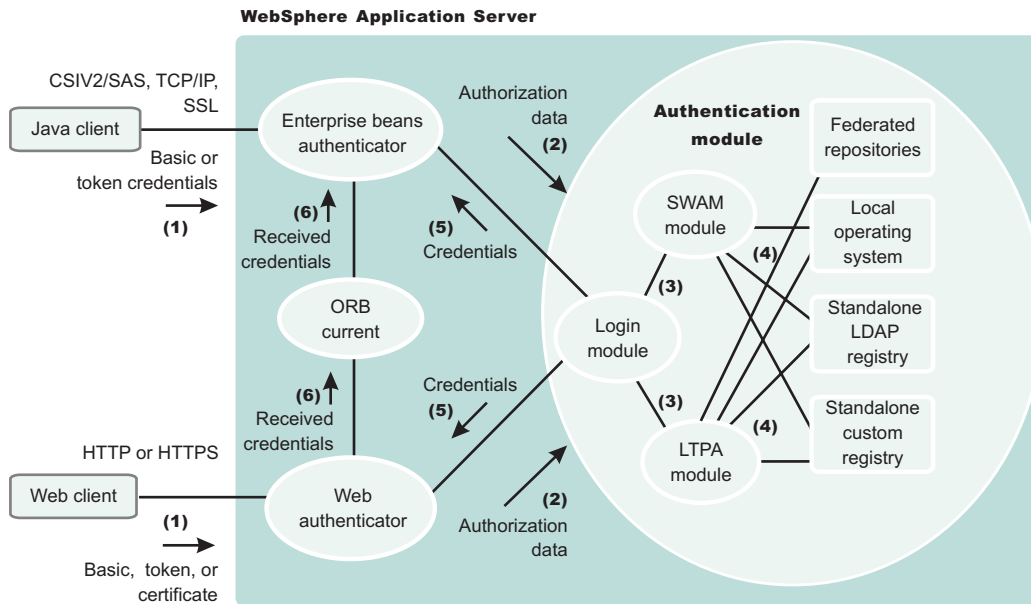 WebSphere Application Server
CSIV2/SAS, TCP/IP,
SSL
Java client
Basic or
token credentials
(1)
Enterprise beans
authenticator
Authorization
data
(2)
Authentication
module
Federated
repositories
(6)
Received
credentials
(5)
Credentials
SWAM
module
(4)
Local
operating
system
(3)
ORB
current
Login
module
Standalone
LDAP
registry
(6)
Received
credentials
Credentials
(5)
(3)
(4)
Standalone
custom
registry
LTPA
module
HTTP or HTTPS
Web client
(1)
Basic, token, or
certificate
Web
authenticator
(2)
Authorization
data